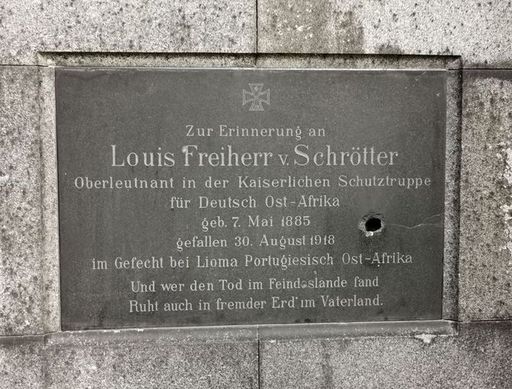 Zur Erinnerung an
Louis Freiherr v. Schrötter
Oberleutnant in der Kaiserlichen Schutztruppe
für Deutsch Ost-Afrika
geb. 7. Mai 1885
gefallen 30. August 1918
im Gefecht bei Lioma Portugiesisch Ost-Afrika
Und wer den Tod im Feindeslande fand
Ruht auch in fremder Erd' im Vaterland.